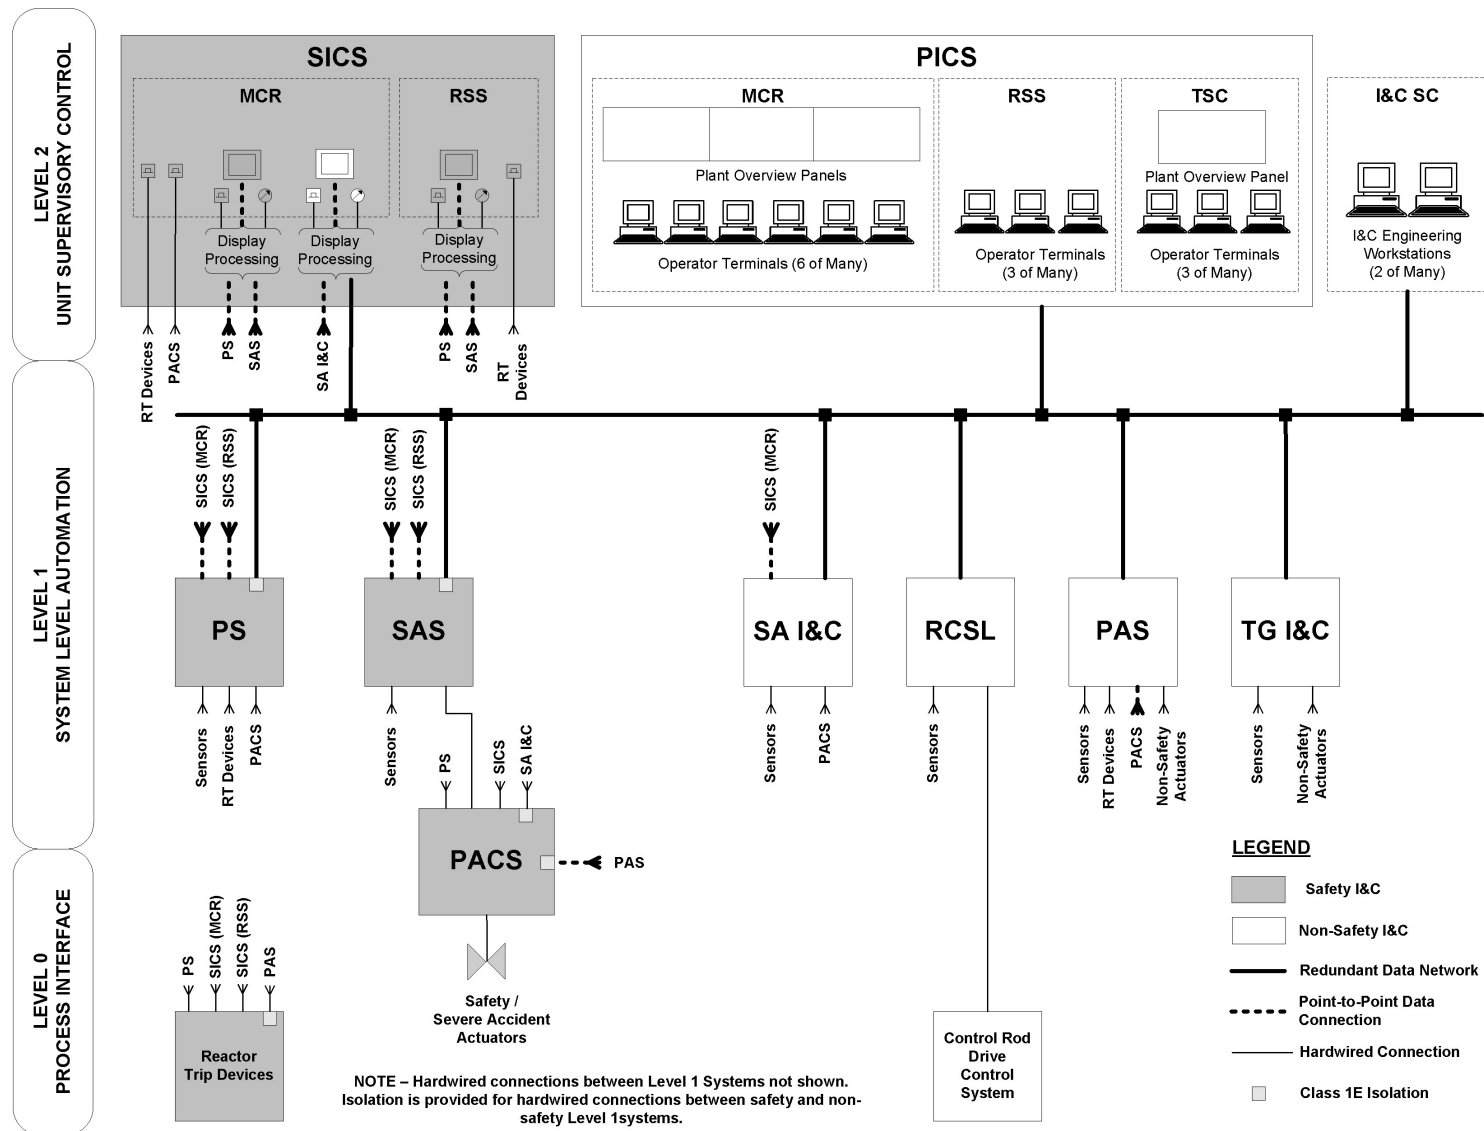 LEVEL 2
UNIT SUPERVISORY CONTROL
SICS
MCR
RSS
Display
Processing
Display
Processing
Display
Processing
RT Devices
PACS
PS
SAS
SA I&C
PS
SAS
RT
Devices
PICS
MCR
Plant Overview Panels
Operator Terminals (6 of Many)
RSS
Operator Terminals
(3 of Many)
TSC
Plant Overview Panel
Operator Terminals
(3 of Many)
I&C SC
I&C Engineering
Workstations
(2 of Many)
LEVEL 1
SYSTEM LEVEL AUTOMATION
SICS (MCR)
SICS (RSS)
PS
Sensors
RT Devices
PACS
SICS (MCR)
SICS (RSS)
SAS
Sensors
SICS (MCR)
SA I&C
Sensors
PACS
RCSL
Sensors
PAS
Sensors
RT Devices
PACS
Non-Safety
Actuators
TG I&C
Sensors
Non-Safety
Actuators
PS
SICS
SA I&C
PACS
PAS
Safety /
Severe Accident
Actuators
LEVEL 0
PROCESS INTERFACE
PS
SICS (MCR)
SICS (RSS)
PAS
Reactor
Trip Devices
Control Rod
Drive
Control
System
NOTE – Hardwired connections between Level 1 Systems not shown.
Isolation is provided for hardwired connections between safety and non-
safety Level 1systems.
LEGEND
Safety I&C
Non-Safety I&C
Redundant Data Network
Point-to-Point Data
Connection
Hardwired Connection
Class 1E Isolation